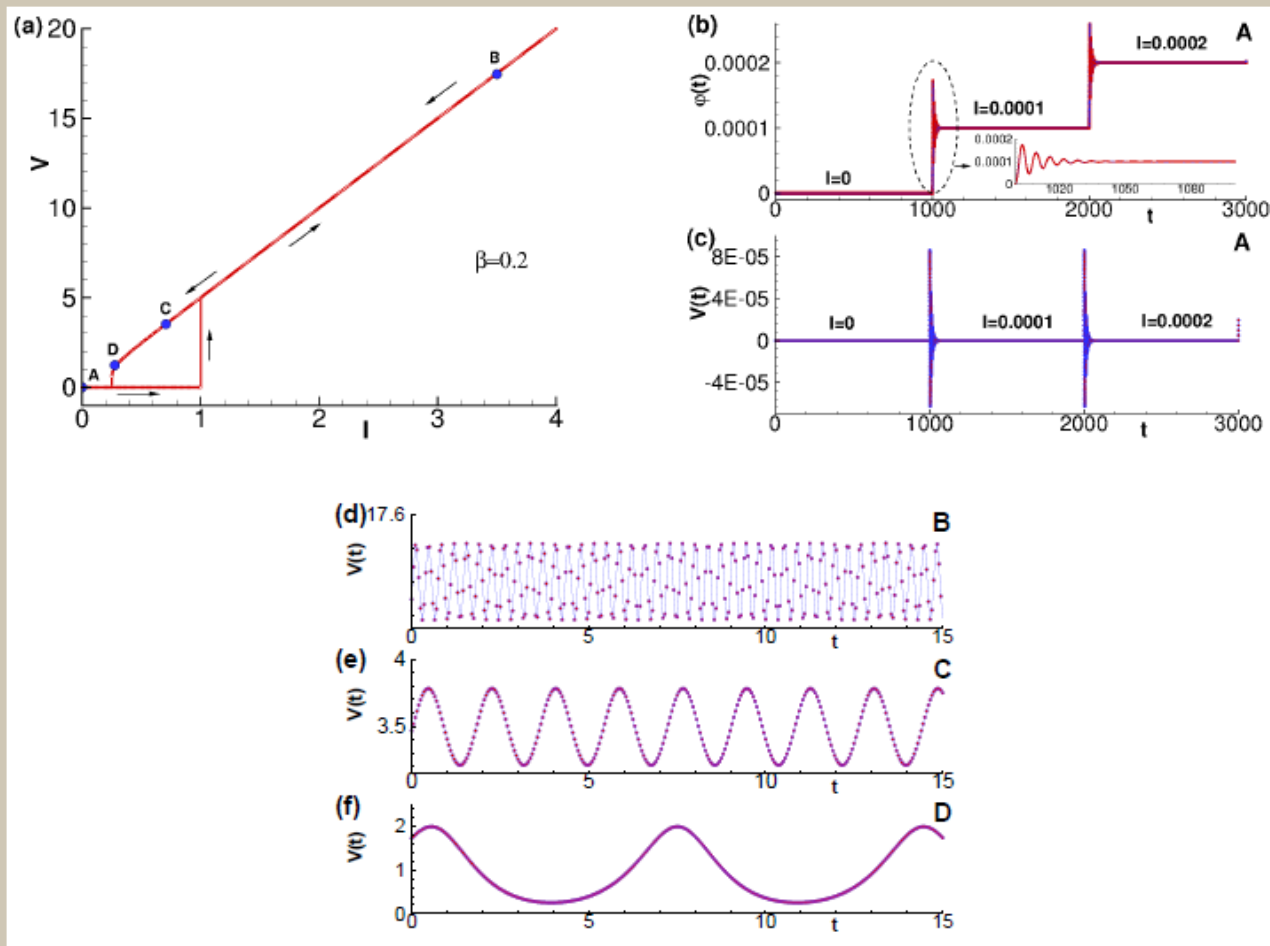 (a)
20
15
10
5
0
V
B
C
D
A
β=0.2
0
1
2
3
4
I
(b)
A
φ(t)
0.0002
0.0001
0
I=0
I=0.0001
I=0.0002
0.0002
0.0001
0
1020
1050
1080
0
1000
2000
3000
t
(c)
A
V(t)
8E-05
4E-05
0
-4E-05
I=0
I=0.0001
I=0.0002
0
1000
2000
3000
t
(d)
17.6
B
V(t)
0
5
10
15
t
(e)
4
C
V(t)
3.5
0
5
10
15
t
(f)
D
V(t)
2
1
0
0
5
10
15
t